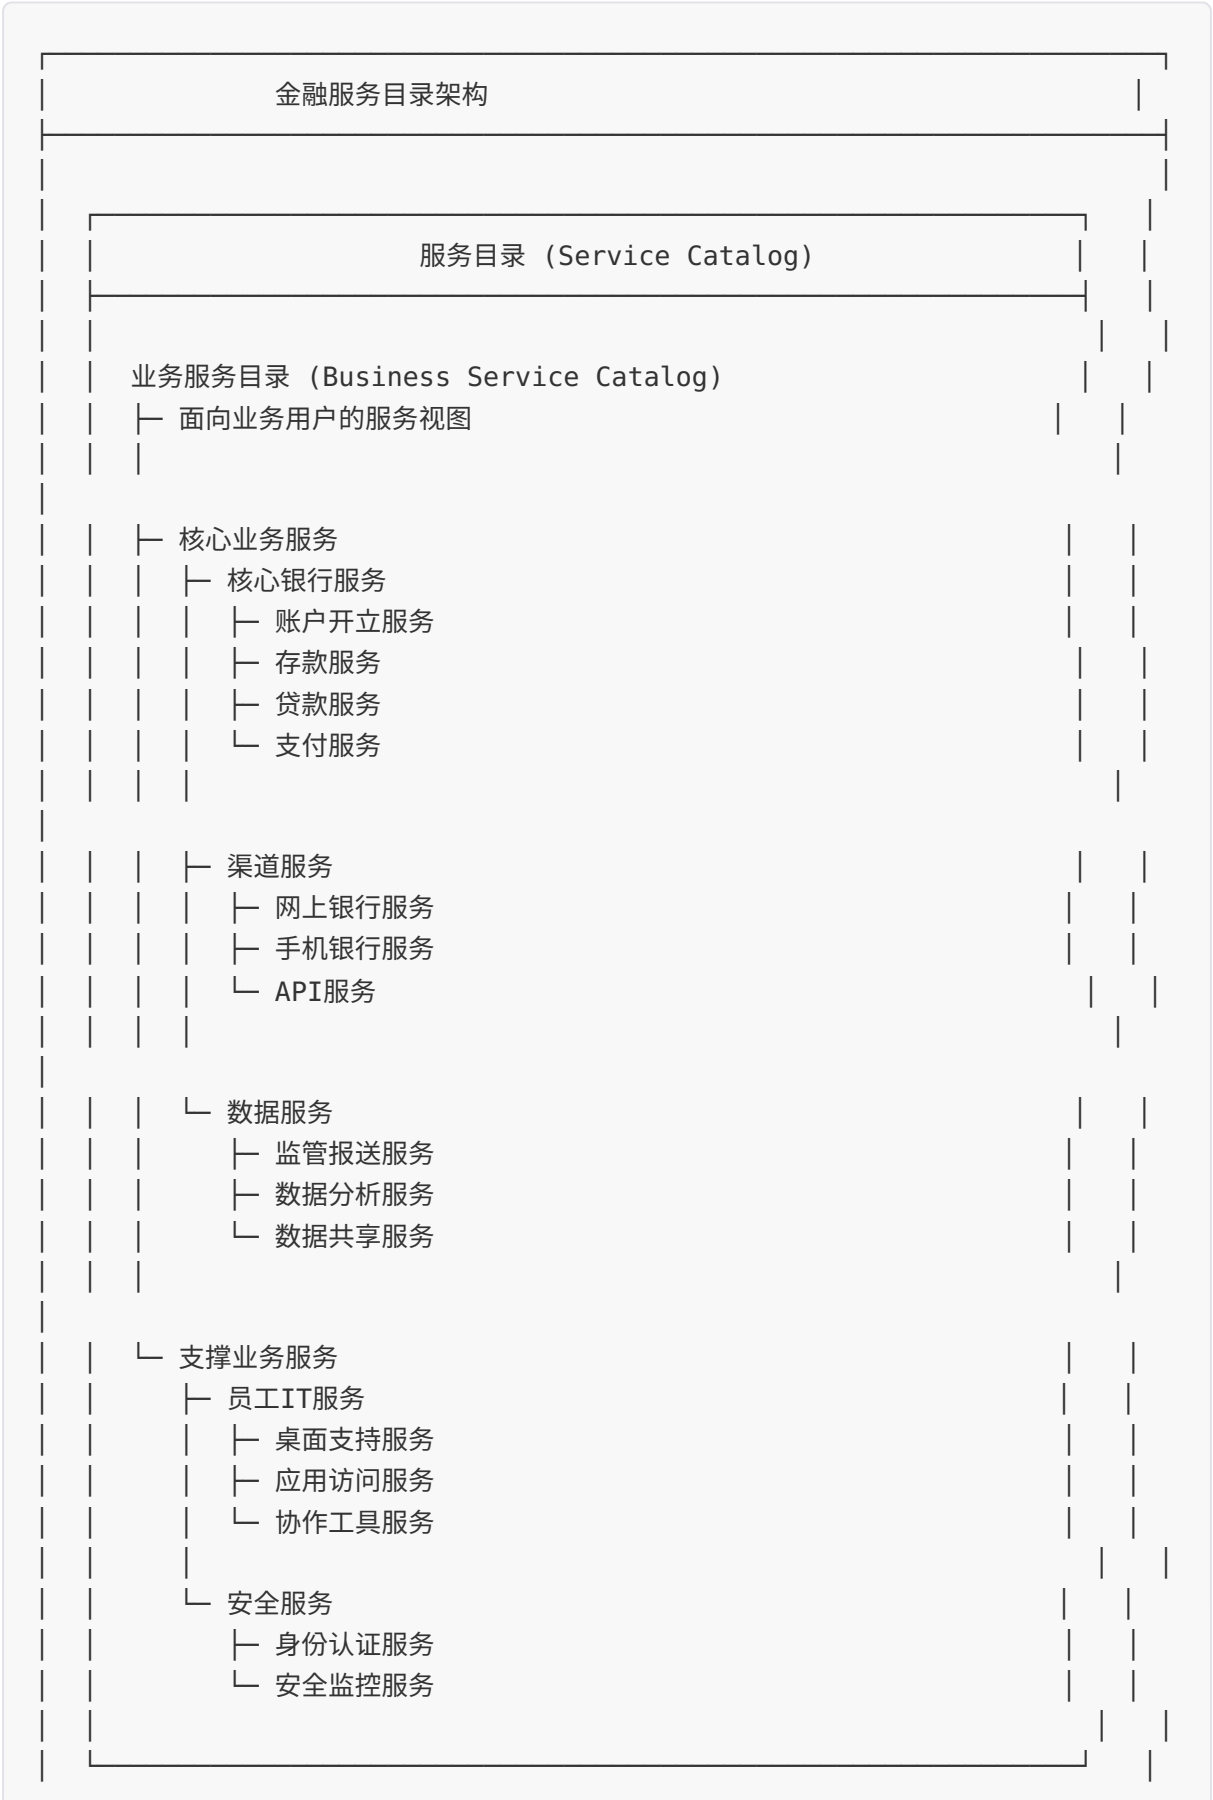 金融服务目录架构
服务目录 (Service Catalog)
业务服务目录 (Business Service Catalog)
├─ 面向业务用户的服务视图
├─ 核心业务服务
├─ 核心银行服务
├─ 账户开立服务
├─ 存款服务
├─ 贷款服务
└─ 支付服务
├─ 渠道服务
├─ 网上银行服务
├─ 手机银行服务
└─ API服务
└─ 数据服务
├─ 监管报送服务
├─ 数据分析服务
└─ 数据共享服务
└─ 支撑业务服务
├─ 员工IT服务
├─ 桌面支持服务
├─ 应用访问服务
└─ 协作工具服务
└─ 安全服务
├─ 身份认证服务
└─ 安全监控服务